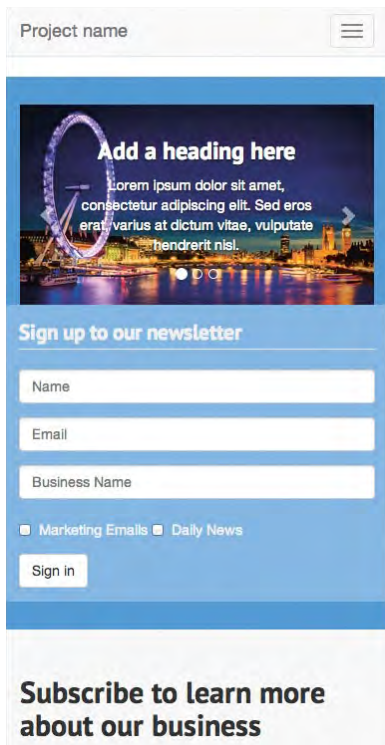 Project name
Add a heading here
Lorem ipsum dolor sit amet,
consectetur adipiscing elit. Sed eros
erat, varius at dictum vitae, vulputate
hendrerit nisl.
Sign up to our newsletter
Name
Email
Business Name
Marketing Emails Daily News
Sign in
Subscribe to learn more
about our business